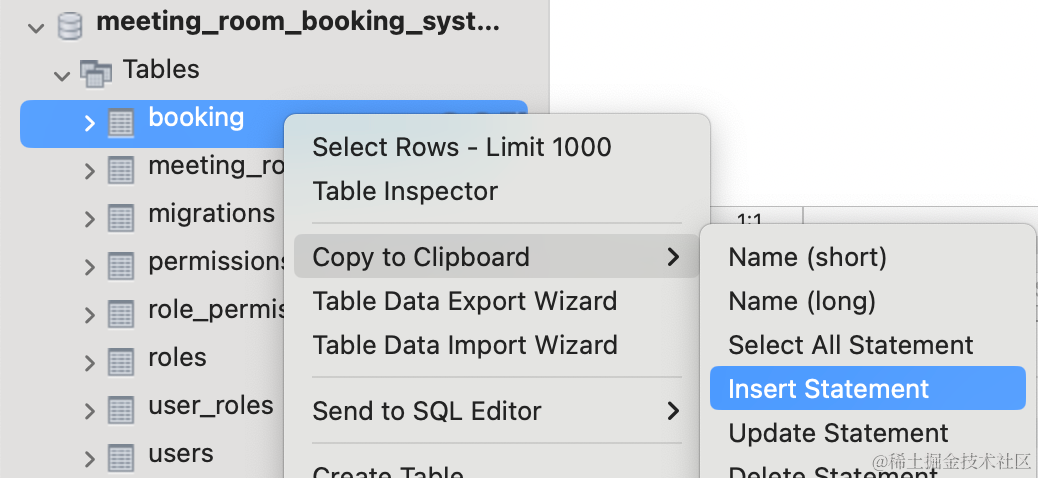 meeting_room_booking_syst...
Tables
booking
meeting_ro
migrations
permissions
role_permis
roles
user_roles
users
Select Rows - Limit 1000
Table Inspector
Copy to Clipboard
Table Data Export Wizard
Table Data Import Wizard
Send to SQL Editor
Create Table
1:1
Name (short)
Name (long)
Select All Statement
Insert Statement
Update Statement
Delete Statement
@稀土掘金技术社区